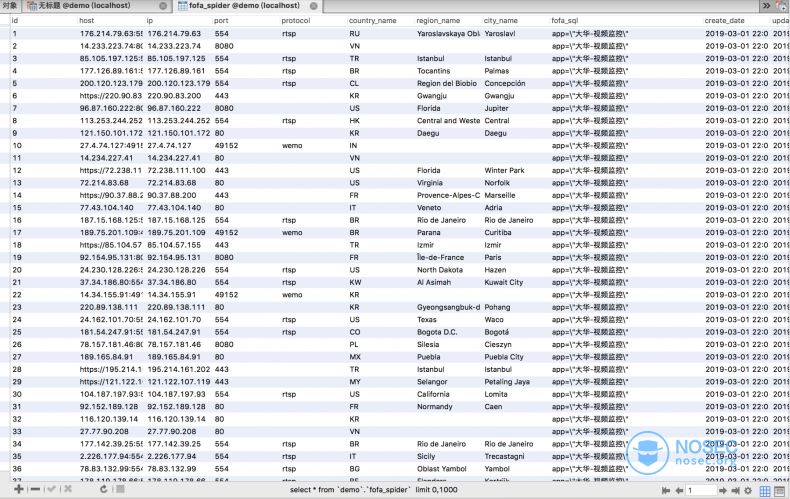 对象 无标题 @demo (localhost) fofa_spider @demo (localhost)
id host ip port protocol country_name region_name city_name fofa_sql create_date upda
1 176.214.79.63:55 176.214.79.63 554 rtsp RU Yaroslavskaya Obl Yaroslavl app=\"大华-视频监控\" 2019-03-01 22:0 2019
2 14.233.223.74:80 14.233.223.74 8080 VN app=\"大华-视频监控\" 2019-03-01 22:0 2019
3 85.105.197.125:5 85.105.197.125 554 rtsp TR Istanbul Istanbul app=\"大华-视频监控\" 2019-03-01 22:0 2019
4 177.126.89.161:5 177.126.89.161 554 rtsp BR Tocantins Palmas app=\"大华-视频监控\" 2019-03-01 22:0 2019
5 200.120.123.179 200.120.123.179 554 rtsp CL Region del Biobio Concepción app=\"大华-视频监控\" 2019-03-01 22:0 2019
6 https://220.90.83 220.90.83.200 443 KR Gwangju Gwangju app=\"大华-视频监控\" 2019-03-01 22:0 2019
7 96.87.160.222:80 96.87.160.222 8080 US Florida Jupiter app=\"大华-视频监控\" 2019-03-01 22:0 2019
8 113.253.244.252 113.253.244.252 554 rtsp HK Central and Weste Central app=\"大华-视频监控\" 2019-03-01 22:0 2019
9 121.150.101.172 121.150.101.172 80 KR Daegu Daegu app=\"大华-视频监控\" 2019-03-01 22:0 2019
10 27.4.74.127:4915 27.4.74.127 49152 wemo IN app=\"大华-视频监控\" 2019-03-01 22:0 2019
11 14.234.227.41 14.234.227.41 80 VN app=\"大华-视频监控\" 2019-03-01 22:0 2019
12 https://72.238.11 72.238.111.100 443 US Florida Winter Park app=\"大华-视频监控\" 2019-03-01 22:0 2019
13 72.214.83.68 72.214.83.68 80 US Virginia Norfolk app=\"大华-视频监控\" 2019-03-01 22:0 2019
14 https://90.37.88.2 90.37.88.200 443 FR Provence-Alpes-C Marseille app=\"大华-视频监控\" 2019-03-01 22:0 2019
15 77.43.104.140 77.43.104.140 80 IT Veneto Adria app=\"大华-视频监控\" 2019-03-01 22:0 2019
16 187.15.168.125:5 187.15.168.125 554 rtsp BR Rio de Janeiro Rio de Janeiro app=\"大华-视频监控\" 2019-03-01 22:0 2019
17 189.75.201.109:4 189.75.201.109 49152 wemo BR Parana Curitiba app=\"大华-视频监控\" 2019-03-01 22:0 2019
18 https://85.104.57 85.104.57.155 443 TR Izmir Izmir app=\"大华-视频监控\" 2019-03-01 22:0 2019
19 92.154.95.131:80 92.154.95.131 8080 FR Île-de-France Paris app=\"大华-视频监控\" 2019-03-01 22:0 2019
20 24.230.128.226:5 24.230.128.226 554 rtsp US North Dakota Hazen app=\"大华-视频监控\" 2019-03-01 22:0 2019
21 37.34.186.80:554 37.34.186.80 554 rtsp KW Al Asimah Kuwait City app=\"大华-视频监控\" 2019-03-01 22:0 2019
22 14.34.155.91:4915 14.34.155.91 49152 wemo KR app=\"大华-视频监控\" 2019-03-01 22:0 2019
23 220.89.138.111 220.89.138.111 80 KR Gyeongsangbuk-d Pohang app=\"大华-视频监控\" 2019-03-01 22:0 2019
24 24.162.101.70:55 24.162.101.70 554 rtsp US Texas Waco app=\"大华-视频监控\" 2019-03-01 22:0 2019
25 181.54.247.91:55 181.54.247.91 554 rtsp CO Bogota D.C. Bogotá app=\"大华-视频监控\" 2019-03-01 22:0 2019
26 78.157.181.46:80 78.157.181.46 8080 PL Silesia Cieszyn app=\"大华-视频监控\" 2019-03-01 22:0 2019
27 189.165.84.91 189.165.84.91 80 MX Puebla Puebla City app=\"大华-视频监控\" 2019-03-01 22:0 2019
28 https://195.214.1 195.214.161.202 443 TR Istanbul Istanbul app=\"大华-视频监控\" 2019-03-01 22:0 2019
29 https://121.122.1 121.122.107.119 443 MY Selangor Petaling Jaya app=\"大华-视频监控\" 2019-03-01 22:0 2019
30 104.187.197.93:5 104.187.197.93 554 rtsp US California Lomita app=\"大华-视频监控\" 2019-03-01 22:0 2019
31 92.152.189.128 92.152.189.128 80 FR Normandy Caen app=\"大华-视频监控\" 2019-03-01 22:0 2019
32 116.120.139.14 116.120.139.14 80 KR app=\"大华-视频监控\" 2019-03-01 22:0 2019
33 27.77.90.208 27.77.90.208 80 VN app=\"大华-视频监控\" 2019-03-01 22:0 2019
34 177.142.39.25:55 177.142.39.25 554 rtsp BR Rio de Janeiro Rio de Janeiro app=\"大华-视频监控\" 2019-03-01 22:0 2019
35 2.226.177.94:554 2.226.177.94 554 rtsp IT Sicily Trecastagni app=\"大华-视频监控\" 2019-03-01 22:0 2019
36 78.83.132.99:554 78.83.132.99 554 rtsp BG Oblast Yambol Yambol app=\"大华-视频监控\" 2019-03-01 22:0 2019
NOSEC
nosec.org
select * from `demo`.`fofa_spider` limit 0,1000 1